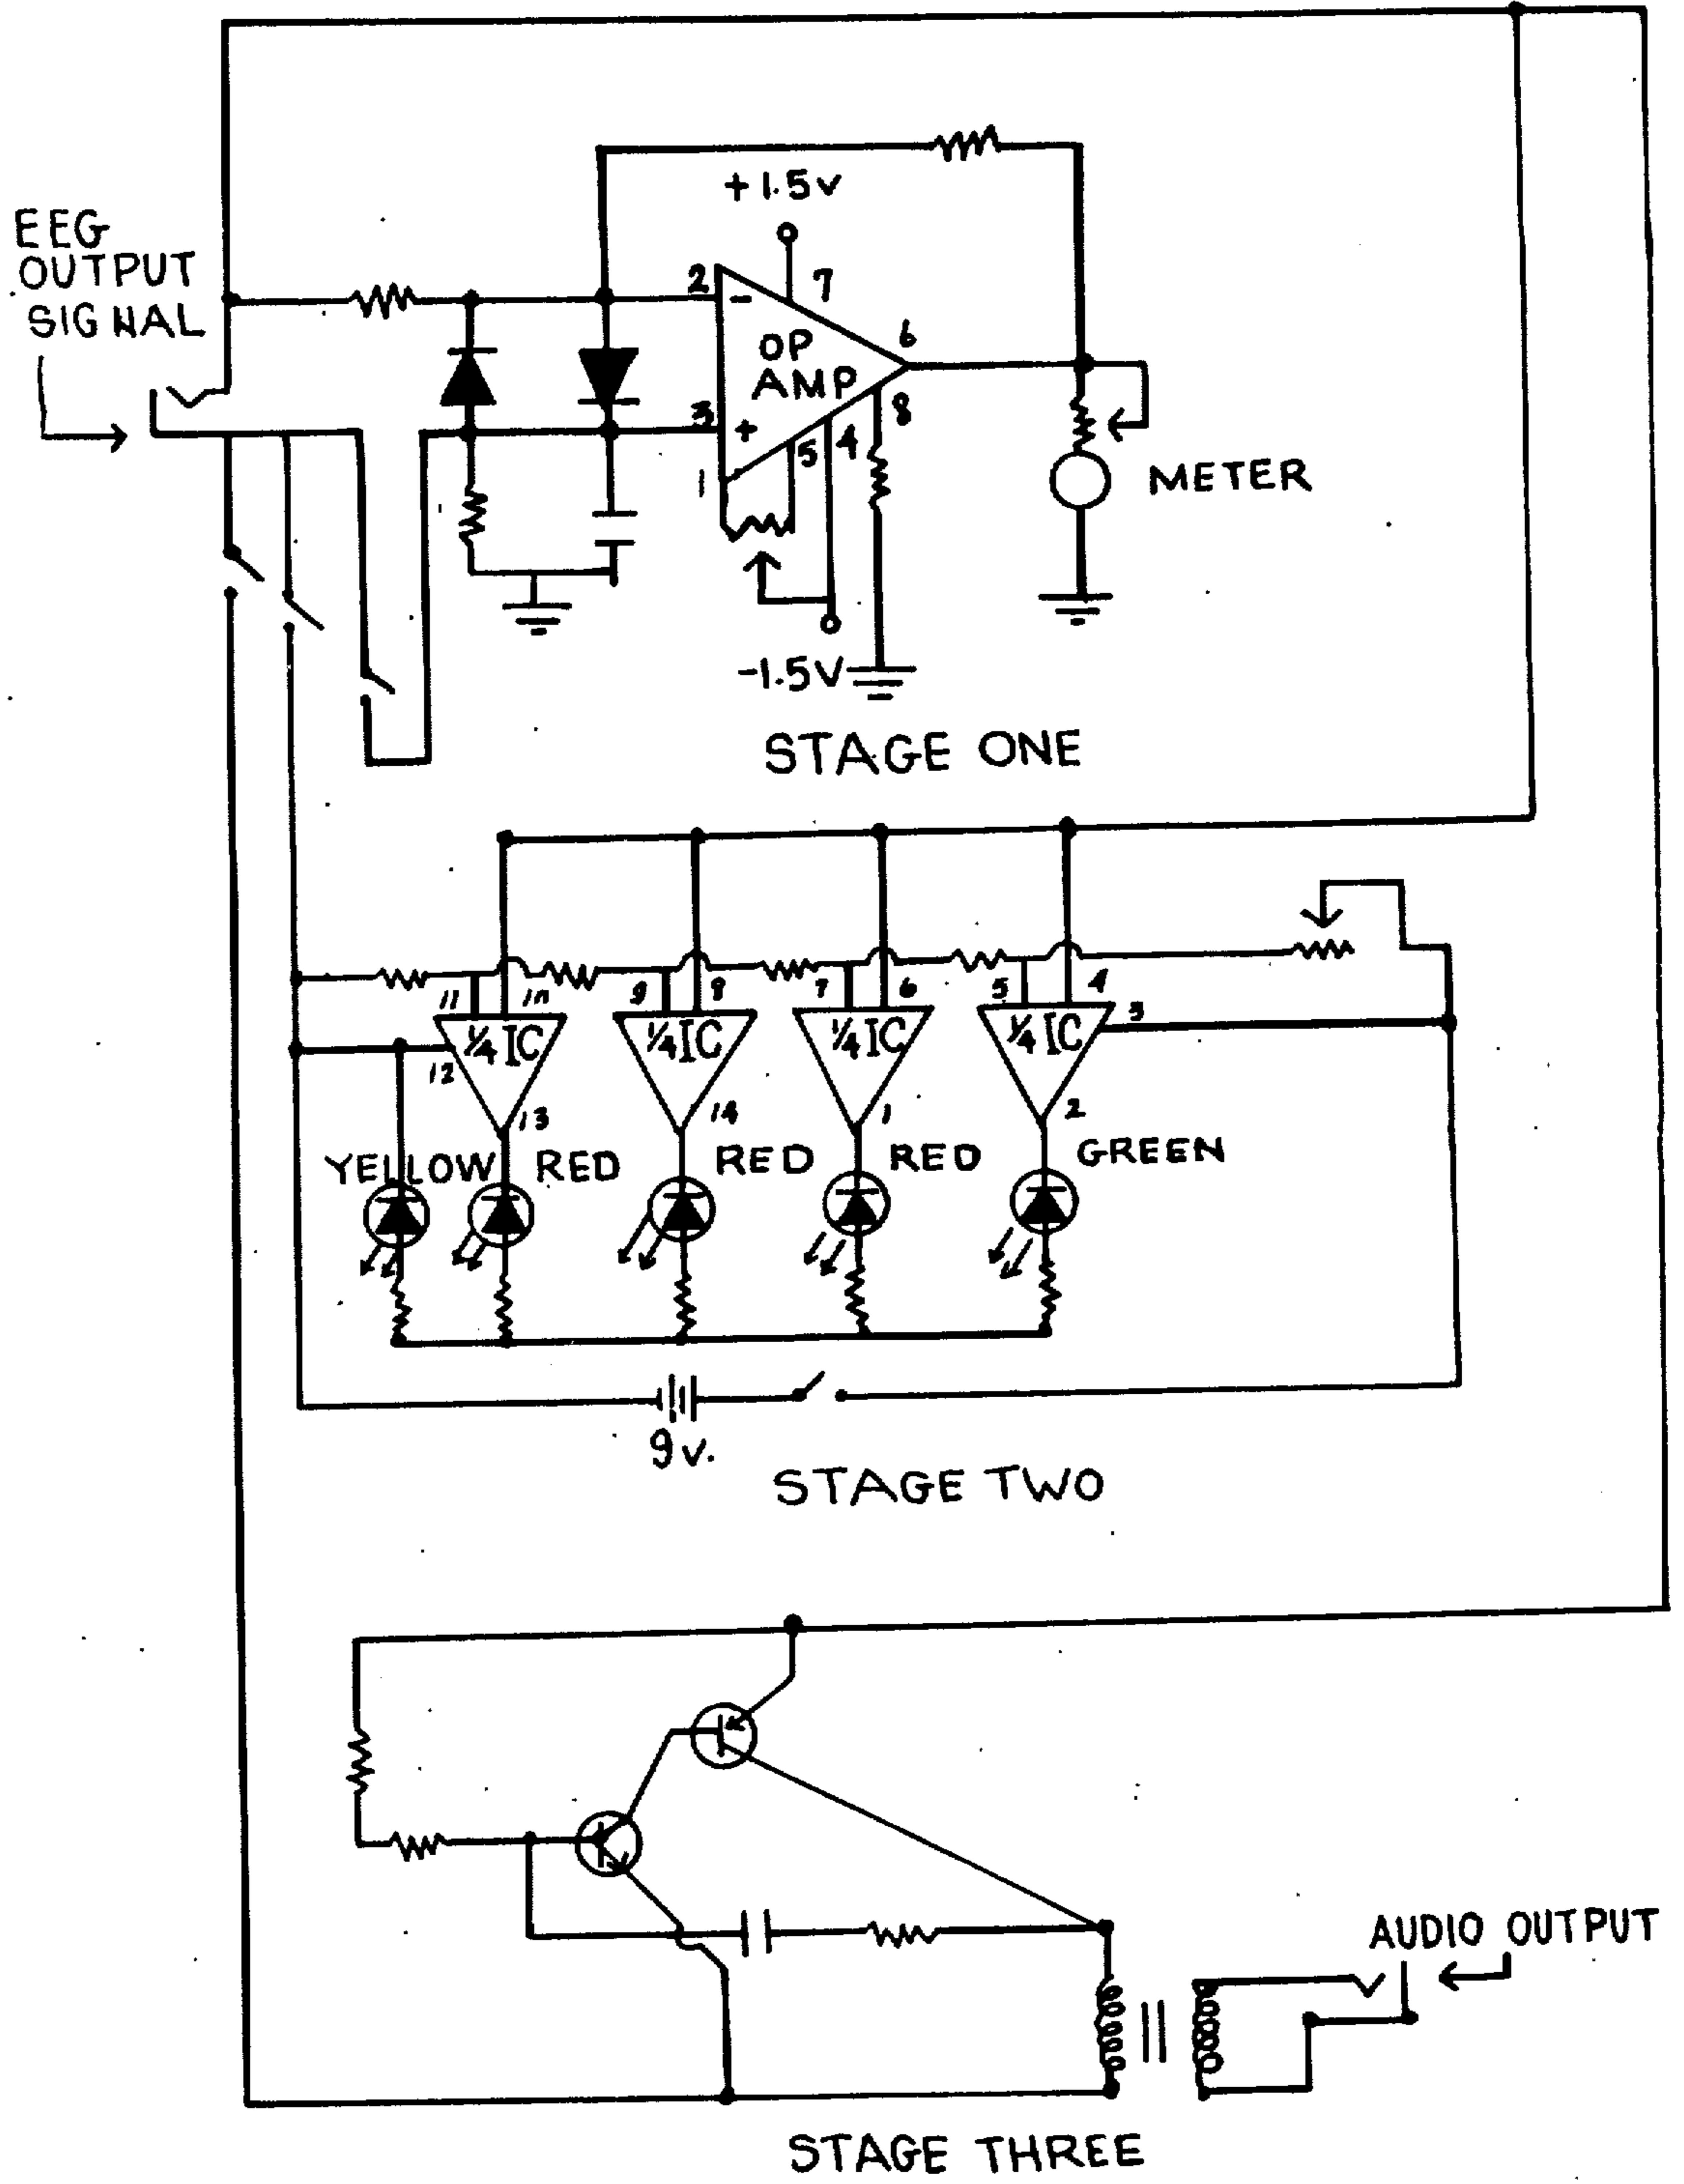 EEG
OUTPUT
SIGNAL
+1.5v
2
-
7
OP
AMP
6
3
+
8
5
4
1
METER
-1.5V
STAGE ONE
11
10
9
8
7
6
5
4
3
1/4 IC
1/4 IC
1/4 IC
1/4 IC
12
13
14
1
2
YELLOW
RED
RED
RED
GREEN
9v.
STAGE TWO
AUDIO OUTPUT
STAGE THREE